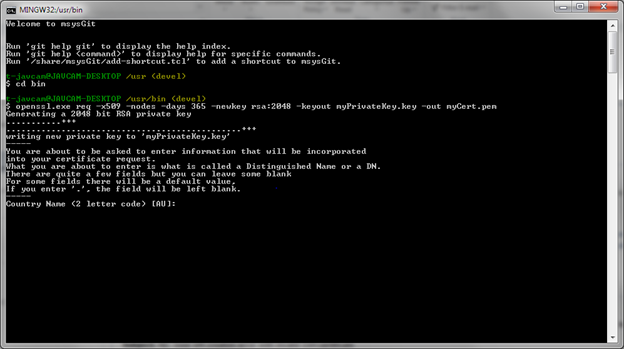 MINGW32:/usr/bin
Welcome to msysGit
Run 'git help git' to display the help index.
Run 'git help <command>' to display help for specific commands.
Run '/share/msysGit/add-shortcut.tcl' to add a shortcut to msysGit.
t-javcam@JAVCAM-DESKTOP /usr (devel)
$ cd bin
t-javcam@JAVCAM-DESKTOP /usr/bin (devel)
$ openssl.exe req -x509 -nodes -days 365 -newkey rsa:2048 -keyout myPrivateKey.key -out myCert.pem
Generating a 2048 bit RSA private key
...........+++
...............................................+++
writing new private key to 'myPrivateKey.key'
-----
You are about to be asked to enter information that will be incorporated
into your certificate request.
What you are about to enter is what is called a Distinguished Name or a DN.
There are quite a few fields but you can leave some blank
For some fields there will be a default value,
If you enter '.', the field will be left blank.
-----
Country Name (2 letter code) [AU]: